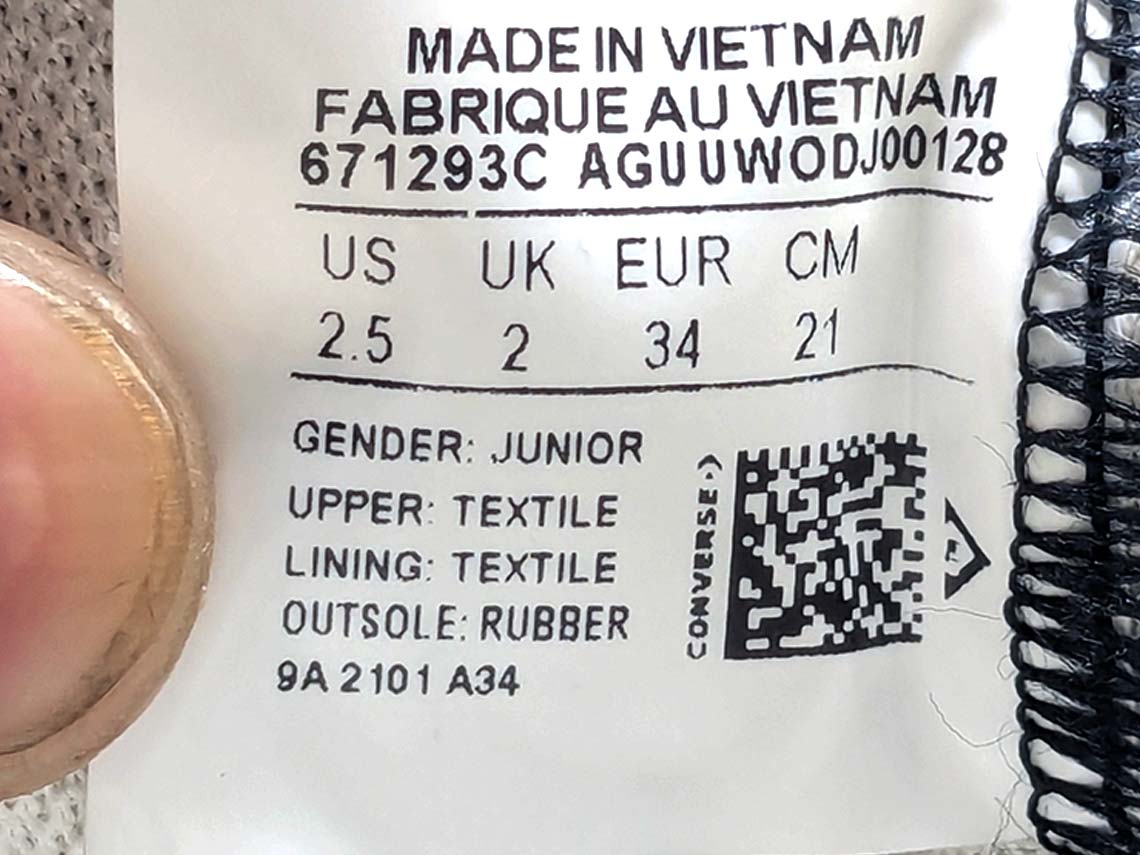 MADE IN VIETNAM
FABRIQUE AU VIETNAM
671293C AGUUWODJ00128
US UK EUR CM
2.5 2 34 21
GENDER: JUNIOR
UPPER: TEXTILE
LINING: TEXTILE
OUTSOLE: RUBBER
9A 2101 A34
CONVERSE